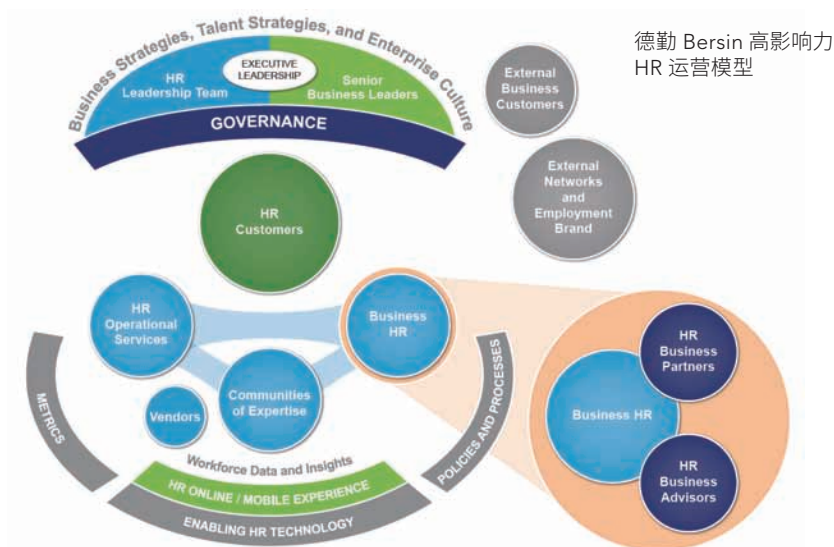 德勤 Bersin 高影响力
HR 运营模型
Business Strategies, Talent Strategies, and Enterprise Culture
EXECUTIVE
LEADERSHIP
HR
Leadership Team
Senior
Business Leaders
GOVERNANCE
External
Business
Customers
External
Networks
and
Employment
Brand
HR
Customers
HR
Operational
Services
Business
HR
Communities
of Expertise
Vendors
METRICS
POLICIES AND PROCESSES
Workforce Data and Insights
HR ONLINE / MOBILE EXPERIENCE
ENABLING HR TECHNOLOGY
HR
Business
Partners
Business HR
HR
Business
Advisors